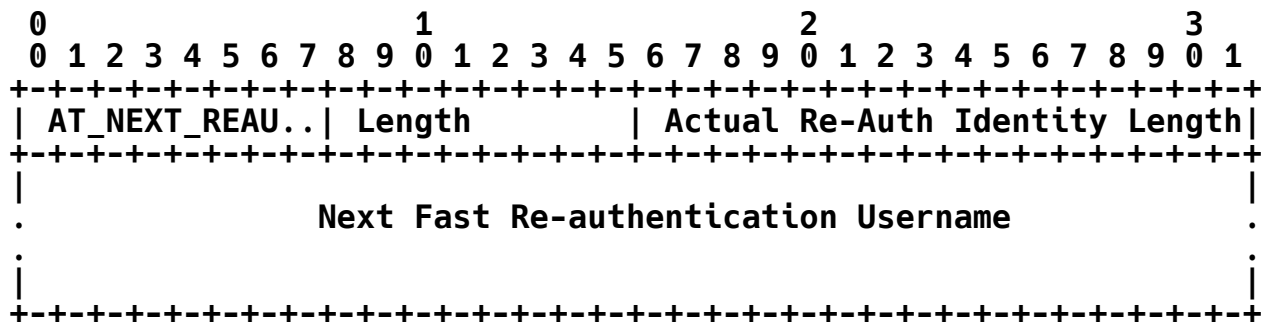 0                   1                   2                   3
 0 1 2 3 4 5 6 7 8 9 0 1 2 3 4 5 6 7 8 9 0 1 2 3 4 5 6 7 8 9 0 1
+-+-+-+-+-+-+-+-+-+-+-+-+-+-+-+-+-+-+-+-+-+-+-+-+-+-+-+-+-+-+-+-+
| AT_NEXT_REAU..| Length        | Actual Re-Auth Identity Length|
+-+-+-+-+-+-+-+-+-+-+-+-+-+-+-+-+-+-+-+-+-+-+-+-+-+-+-+-+-+-+-+-+
|                                                               |
.               Next Fast Re-authentication Username            .
.                                                               .
|                                                               |
+-+-+-+-+-+-+-+-+-+-+-+-+-+-+-+-+-+-+-+-+-+-+-+-+-+-+-+-+-+-+-+-+